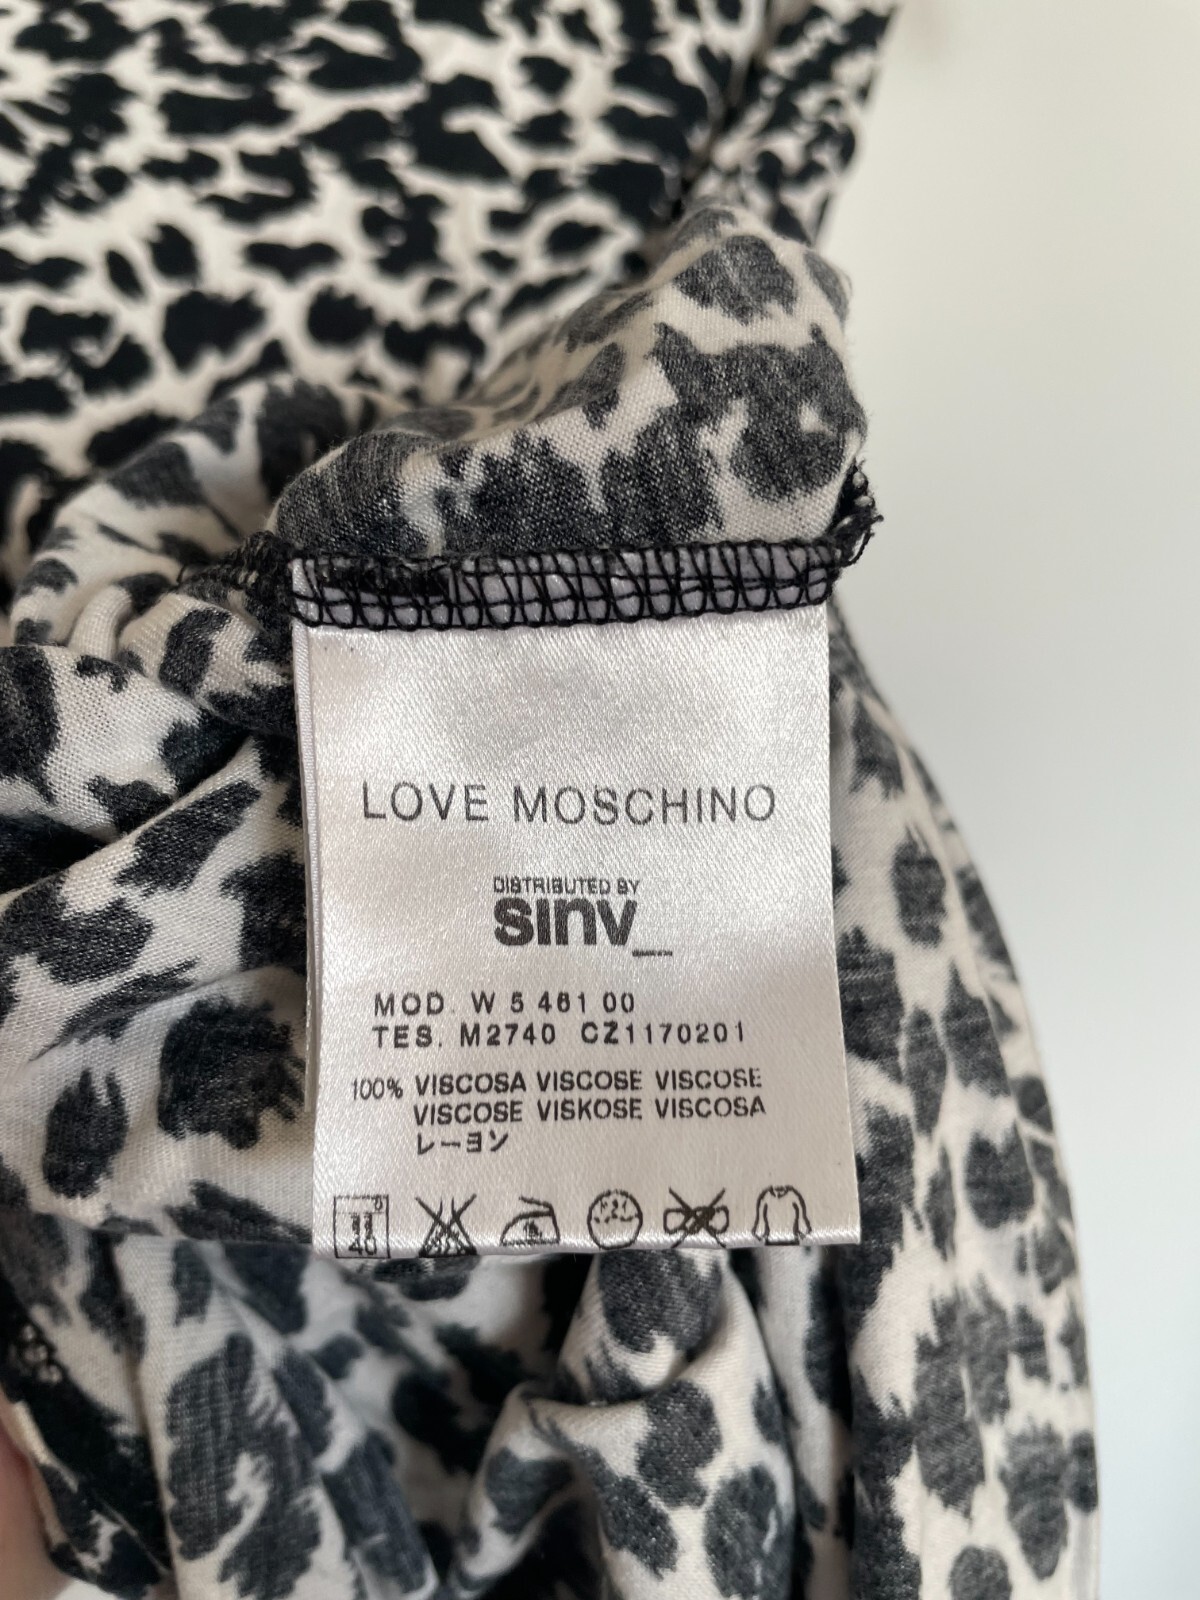 LOVE MOSCHINO
DISTRIBUTED BY
sinv_
MOD. W 5 461 00
TES. M2740 CZ1170201
100% VISCOSA VISCOSE VISCOSE
VISCOSE VISKOSE VISCOSA
レーヨン